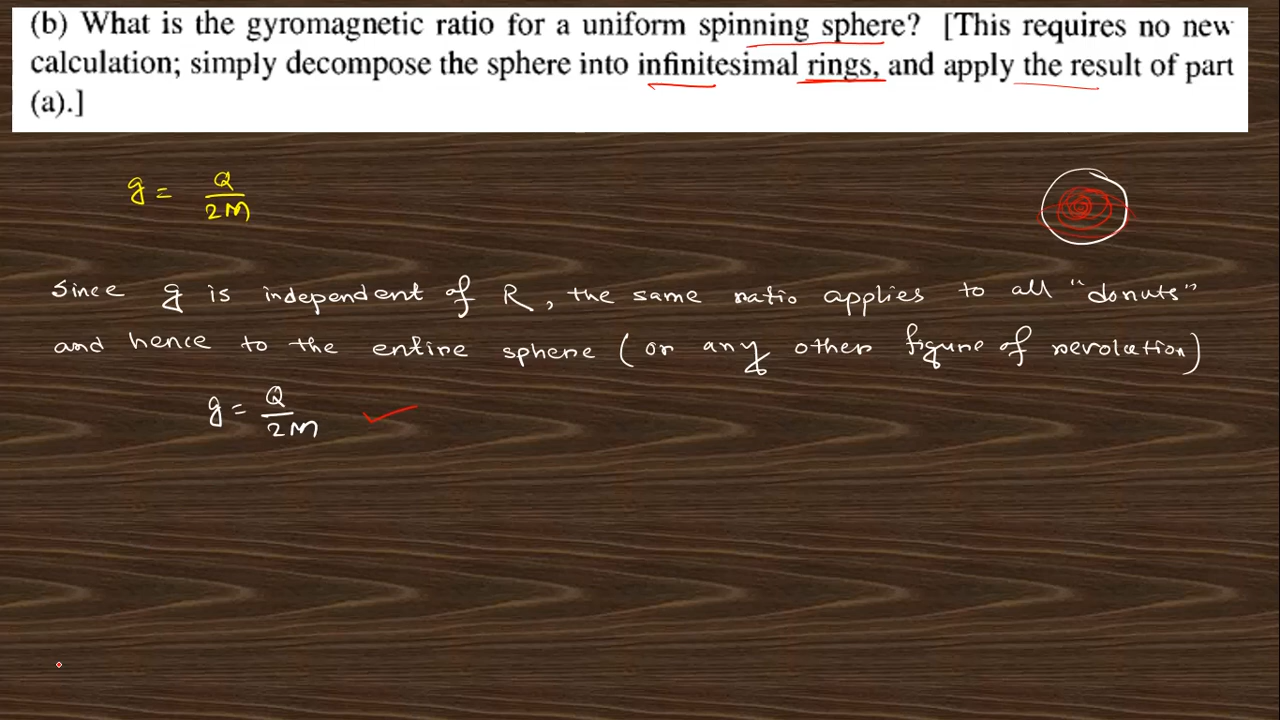 (b) What is the gyromagnetic ratio for a uniform spinning sphere? [This requires no new
calculation; simply decompose the sphere into infinitesimal rings, and apply the result of part
(a).]
g = Q/2M
Since g is independent of R, the same ratio applies to all "donuts"
and hence to the entire sphere (or any other figure of revolution)
g = Q/2M